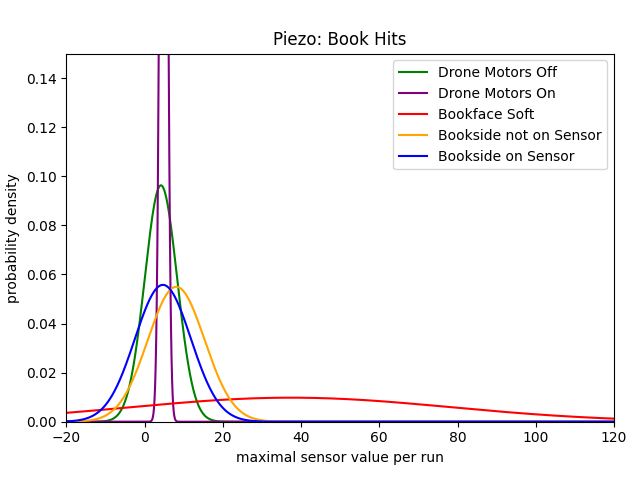 Piezo: Book Hits
Drone Motors Off
Drone Motors On
Bookface Soft
Bookside not on Sensor
Bookside on Sensor
probability density
0.14
0.12
0.10
0.08
0.06
0.04
0.02
0.00
−20
0
20
40
60
80
100
120
maximal sensor value per run